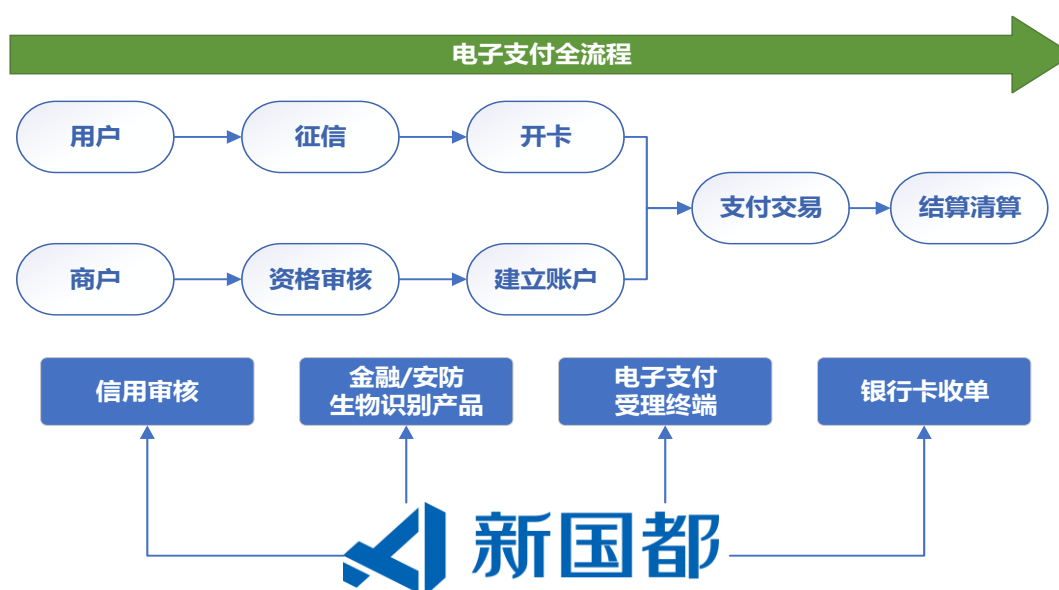 电子支付全流程
用户
征信
开卡
支付交易
结算清算
商户
资格审核
建立账户
信用审核
金融/安防
生物识别产品
电子支付
受理终端
银行卡收单
新国都